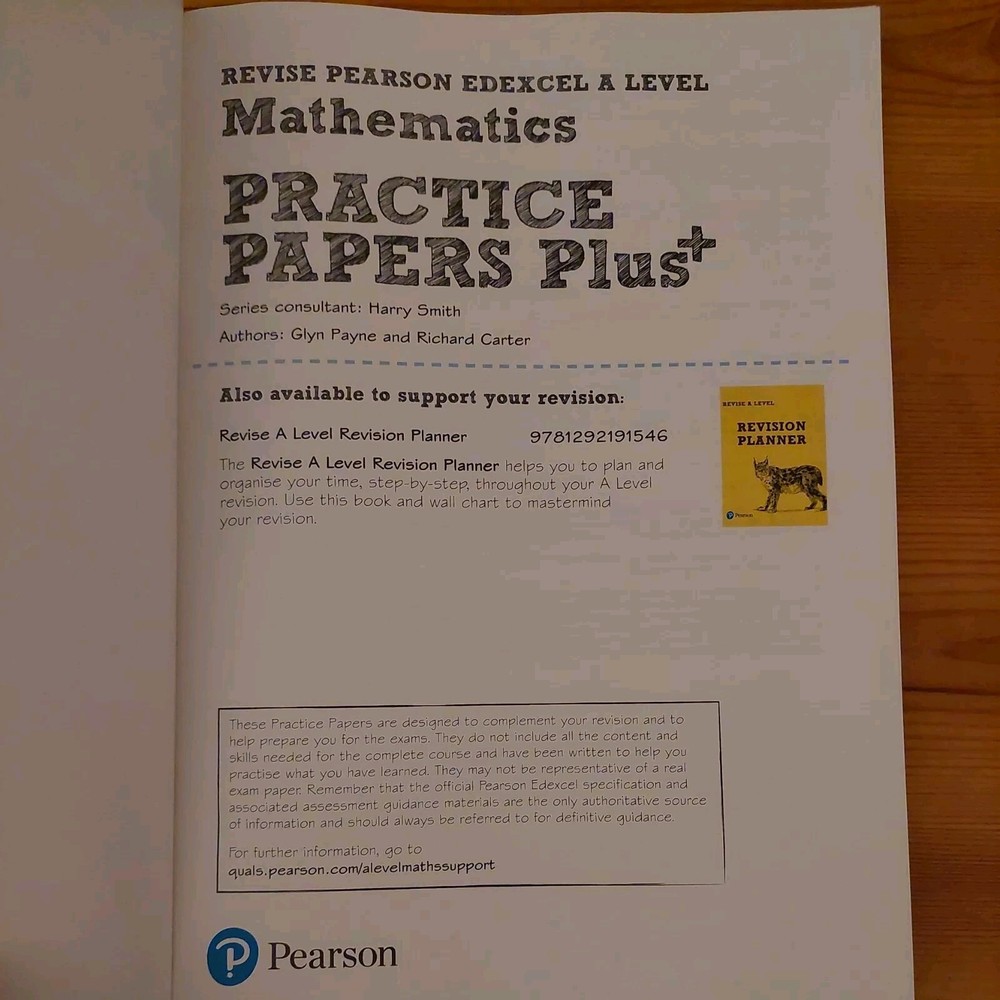 REVISE PEARSON EDEXCEL A LEVEL
Mathematics
PRACTICE
PAPERS Plus+
Series consultant: Harry Smith
Authors: Glyn Payne and Richard Carter
Also available to support your revision:
Revise A Level Revision Planner 9781292191546
The Revise A Level Revision Planner helps you to plan and
organise your time, step-by-step, throughout your A Level
revision. Use this book and wall chart to mastermind
your revision.
REVISE A LEVEL
REVISION
PLANNER
Pearson
These Practice Papers are designed to complement your revision and to
help prepare you for the exams. They do not include all the content and
skills needed for the complete course and have been written to help you
practise what you have learned. They may not be representative of a real
exam paper. Remember that the official Pearson Edexcel specification and
associated assessment guidance materials are the only authoritative source
of information and should always be referred to for definitive guidance.
For further information, go to
quals.pearson.com/alevelmathssupport
Pearson